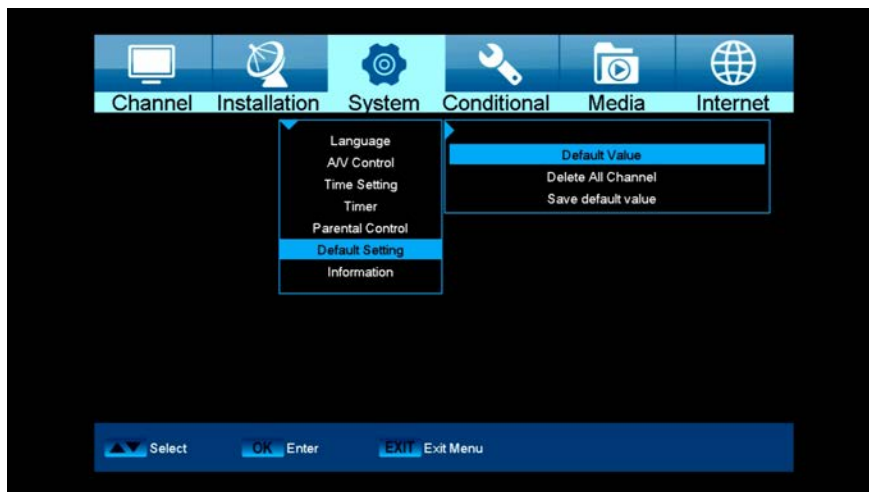 Channel Installation System Conditional Media Internet
Language
A/V Control
Time Setting
Timer
Parental Control
Default Setting
Information
Default Value
Delete All Channel
Save default value
Select OK Enter EXIT Exit Menu